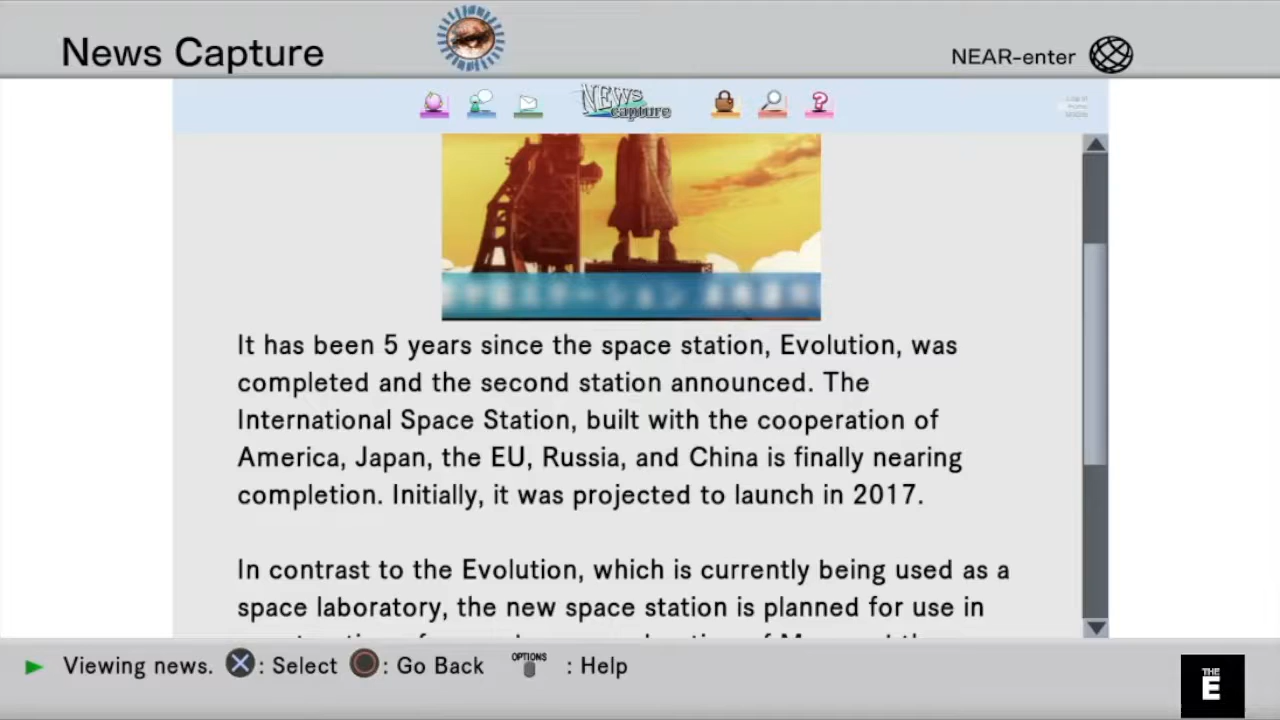 News Capture
NEAR-enter
NEWS
capture
It has been 5 years since the space station, Evolution, was
completed and the second station announced. The
International Space Station, built with the cooperation of
America, Japan, the EU, Russia, and China is finally nearing
completion. Initially, it was projected to launch in 2017.
In contrast to the Evolution, which is currently being used as a
space laboratory, the new space station is planned for use in
Viewing news. : Select : Go Back OPTIONS : Help
THE
E